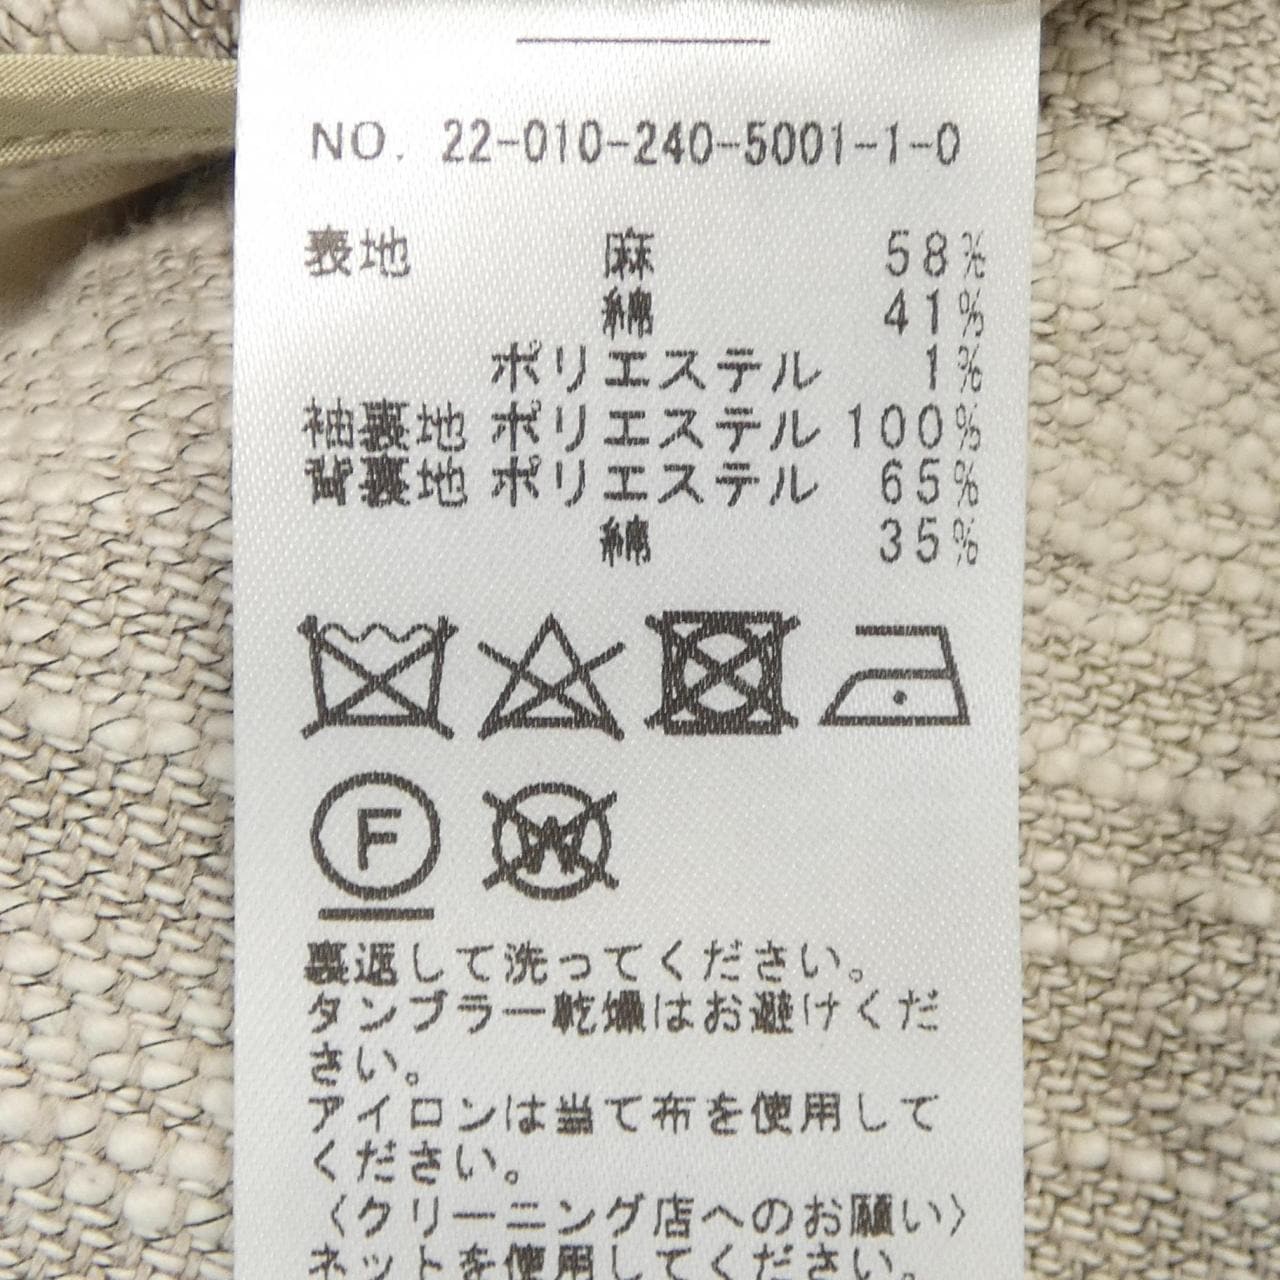 NO. 22-010-240-5001-1-0
表地 麻 58%
綿 41%
ポリエステル 1%
袖裏地 ポリエステル 100%
背裏地 ポリエステル 65%
綿 35%
F
W
裏返して洗ってください。
タンブラー乾燥はお避けくだ
さい。
アイロンは当て布を使用して
ください。
〈クリーニング店へのお願い〉
ネットを使用してください。